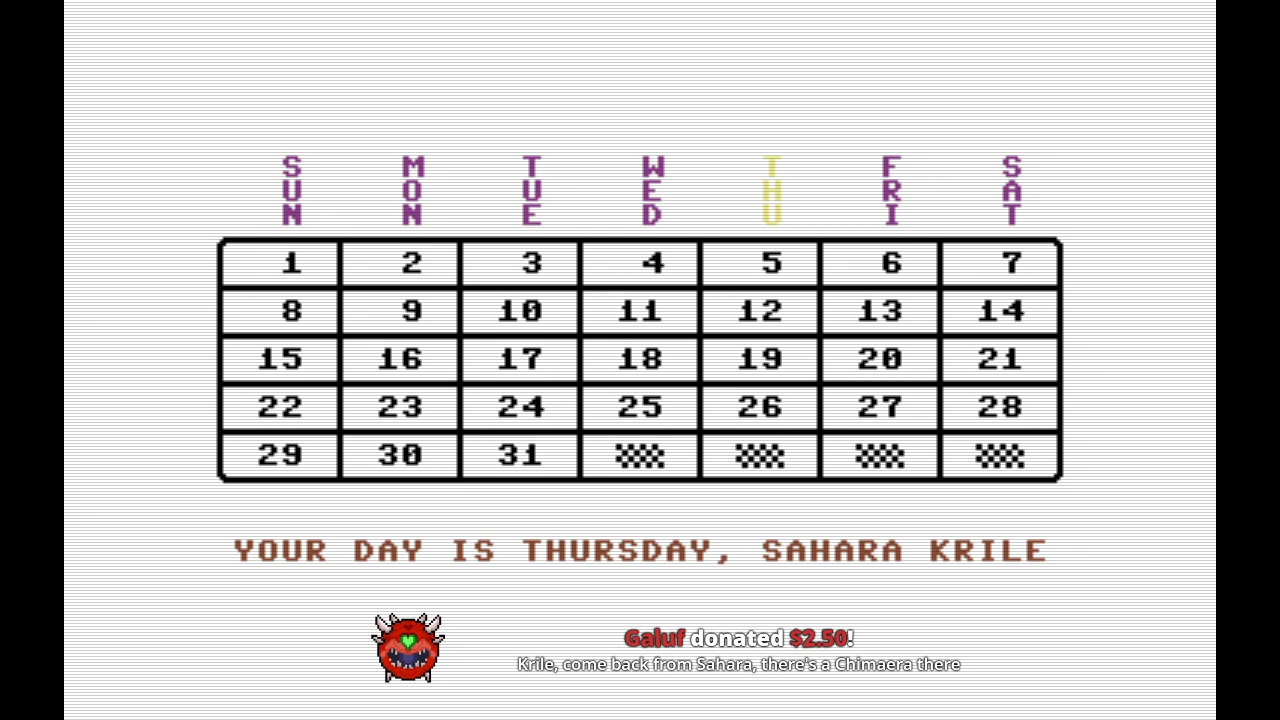 SUN MON TUE WED THU FRI SAT
1 2 3 4 5 6 7
8 9 10 11 12 13 14
15 16 17 18 19 20 21
22 23 24 25 26 27 28
29 30 31
YOUR DAY IS THURSDAY, SAHARA KRILE
Galuf donated $2.50!
Krile, come back from Sahara, there's a Chimaera there